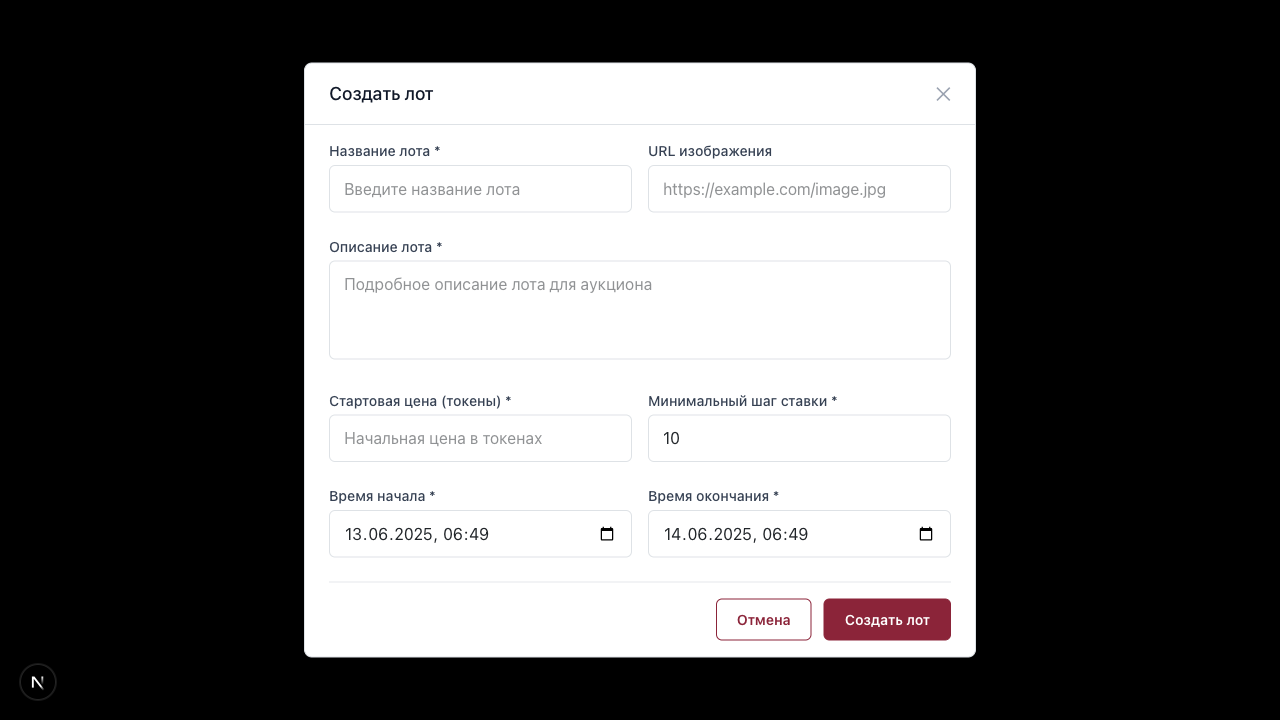 Создать лот
Название лота *
URL изображения
Введите название лота
https://example.com/image.jpg
Описание лота *
Подробное описание лота для аукциона
Стартовая цена (токены) *
Минимальный шаг ставки *
Начальная цена в токенах
10
Время начала *
Время окончания *
13.06.2025, 06:49
14.06.2025, 06:49
Отмена
Создать лот
N